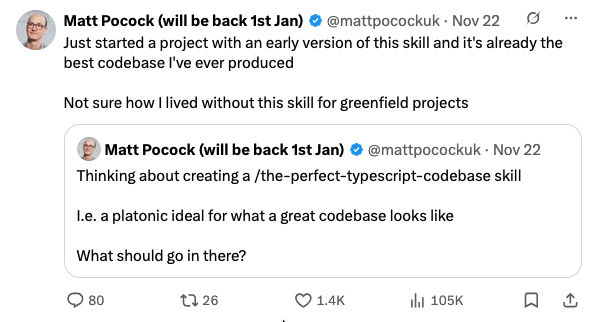 Matt Pocock (will be back 1st Jan) @mattpocockuk · Nov 22
Just started a project with an early version of this skill and it's already the
best codebase I've ever produced
Not sure how I lived without this skill for greenfield projects
Matt Pocock (will be back 1st Jan) @mattpocockuk · Nov 22
Thinking about creating a /the-perfect-typescript-codebase skill
I.e. a platonic ideal for what a great codebase looks like
What should go in there?
80 26 1.4K 105K